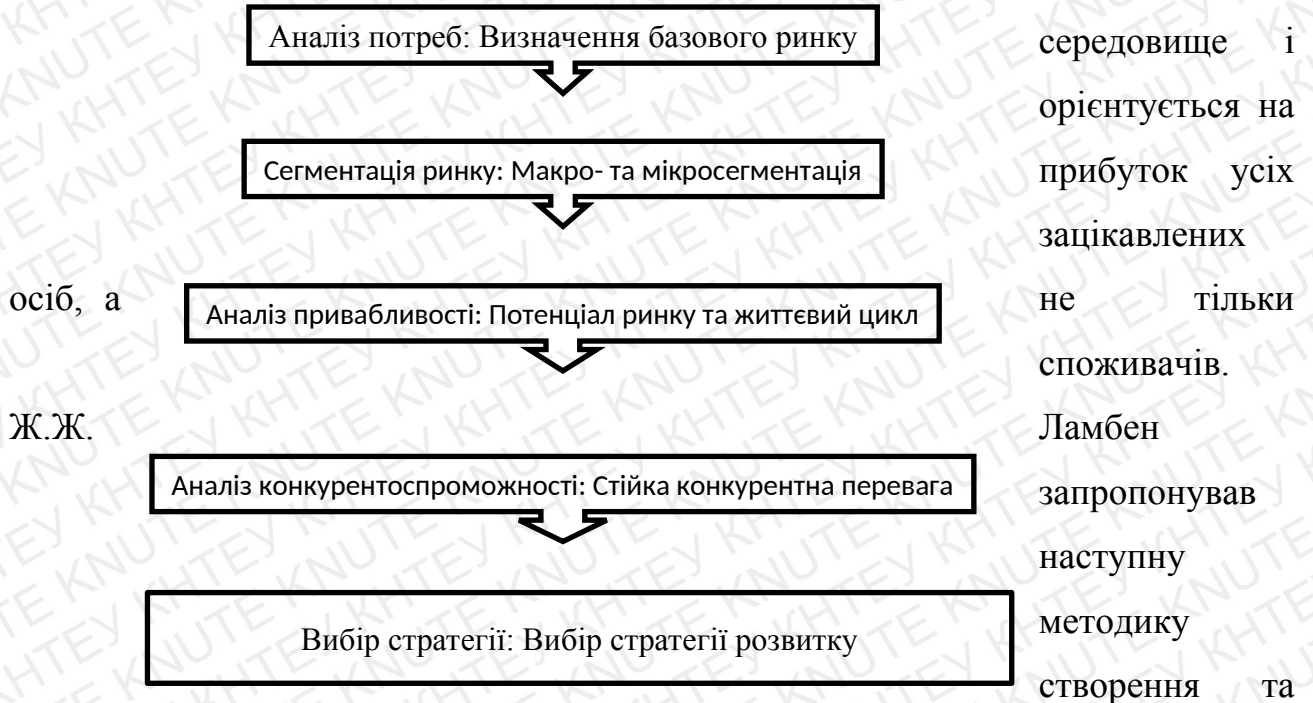 Аналіз потреб: Визначення базового ринку
Сегментація ринку: Макро- та мікросегментація
Аналіз привабливості: Потенціал ринку та життєвий цикл
Аналіз конкурентоспроможності: Стійка конкурентна перевага
Вибір стратегії: Вибір стратегії розвитку
середовище і
орієнтується на
прибуток усіх
зацікавлених
осіб, а не тільки
споживачів.
Ж.Ж. Ламбен
запропонував
наступну
методику
створення та